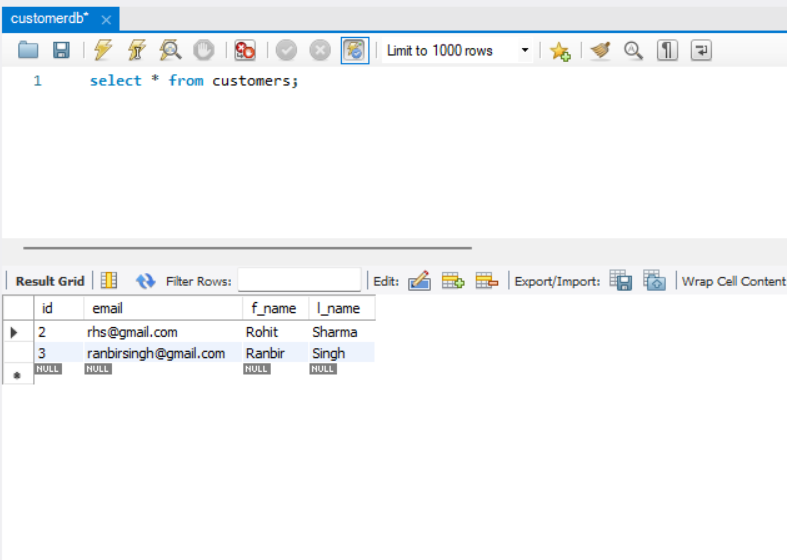 customerdb*
Limit to 1000 rows
1 select * from customers;
Result Grid Filter Rows: Edit: Export/Import: Wrap Cell Content
id email f_name l_name
2 rhs@gmail.com Rohit Sharma
3 ranbirsingh@gmail.com Ranbir Singh
NULL NULL NULL NULL